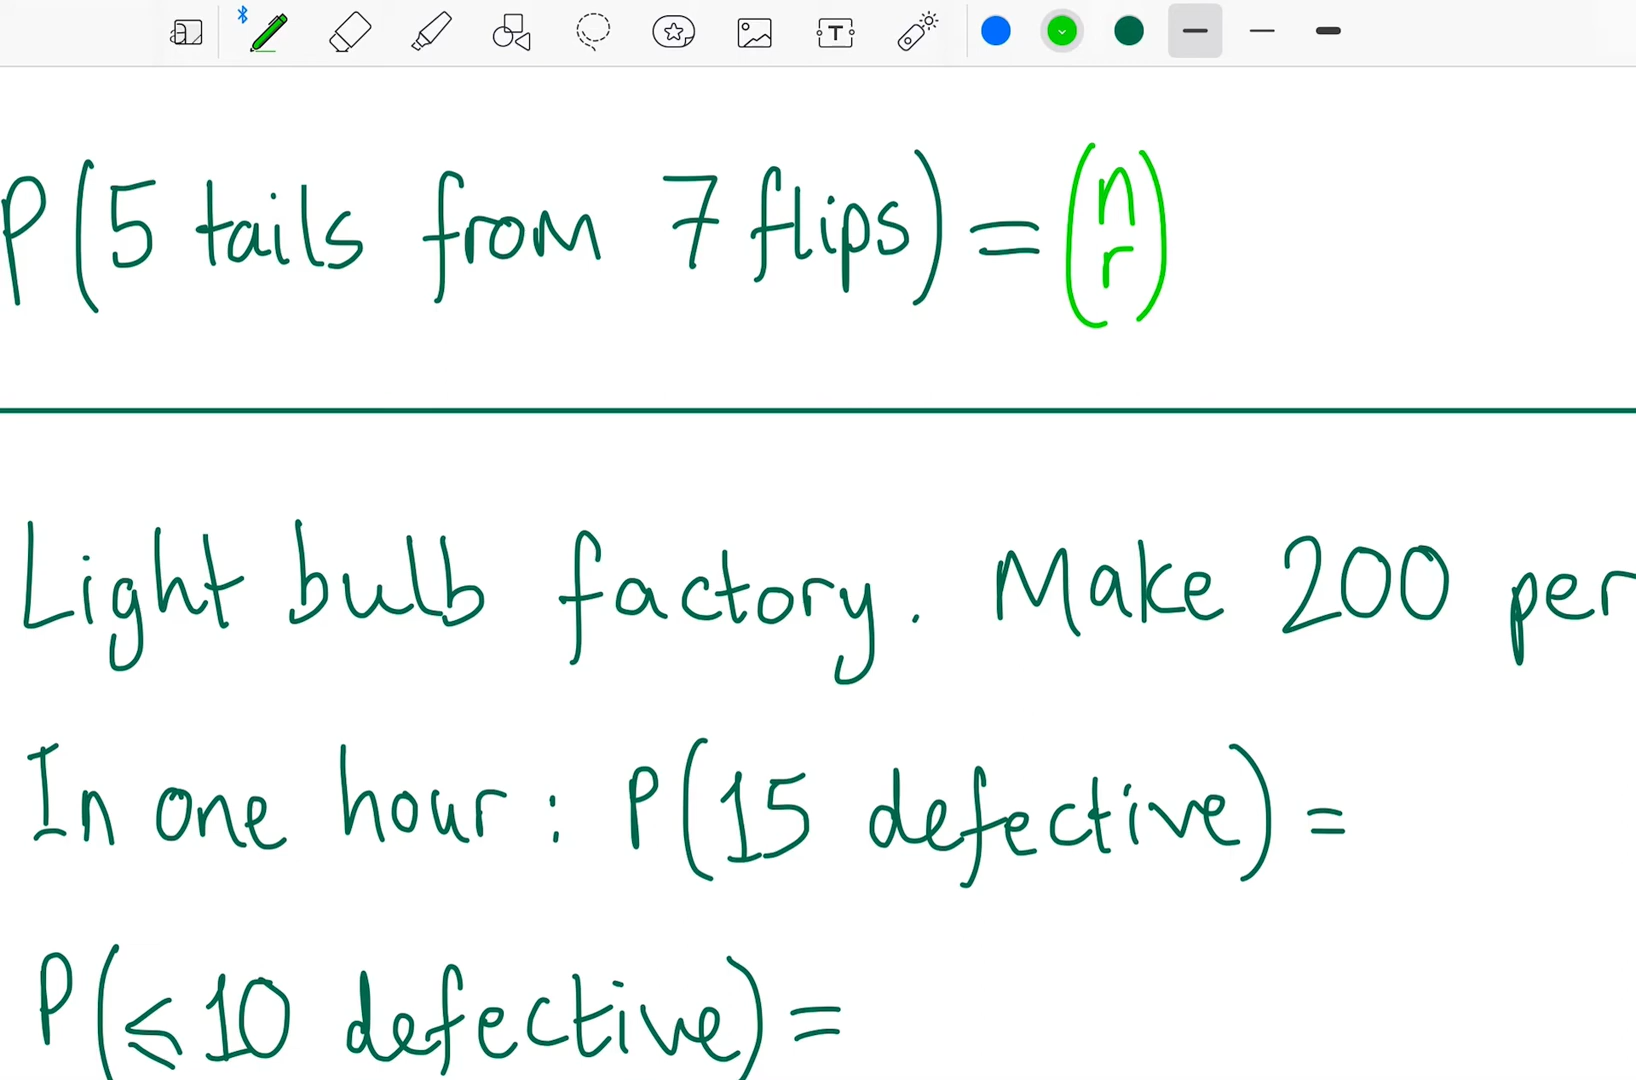 P(5 tails from 7 flips) = (n r)
Light bulb factory. Make 200 per
In one hour : P(15 defective) =
P(≤10 defective) =